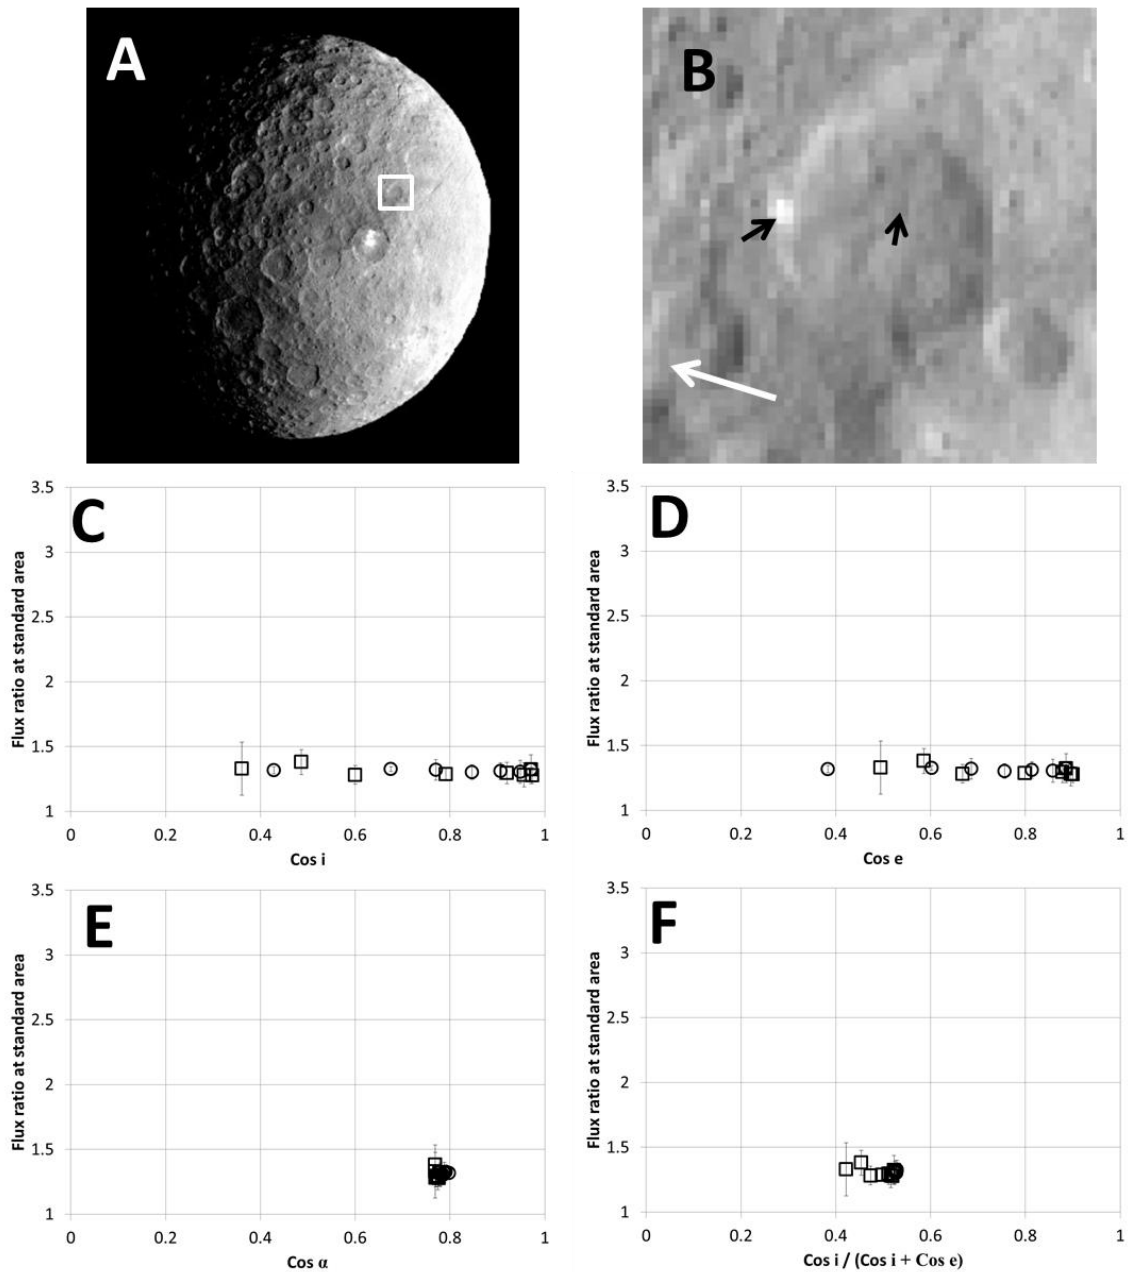 A
B
C
3.5
3
2.5
2
1.5
1
Flux ratio at standard area
0 0.2 0.4 0.6 0.8 1
Cos i
D
3.5
3
2.5
2
1.5
1
Flux ratio at standard area
0 0.2 0.4 0.6 0.8 1
Cos e
E
3.5
3
2.5
2
1.5
1
Flux ratio at standard area
0 0.2 0.4 0.6 0.8 1
Cos α
F
3.5
3
2.5
2
1.5
1
Flux ratio at standard area
0 0.2 0.4 0.6 0.8 1
Cos i / (Cos i + Cos e)